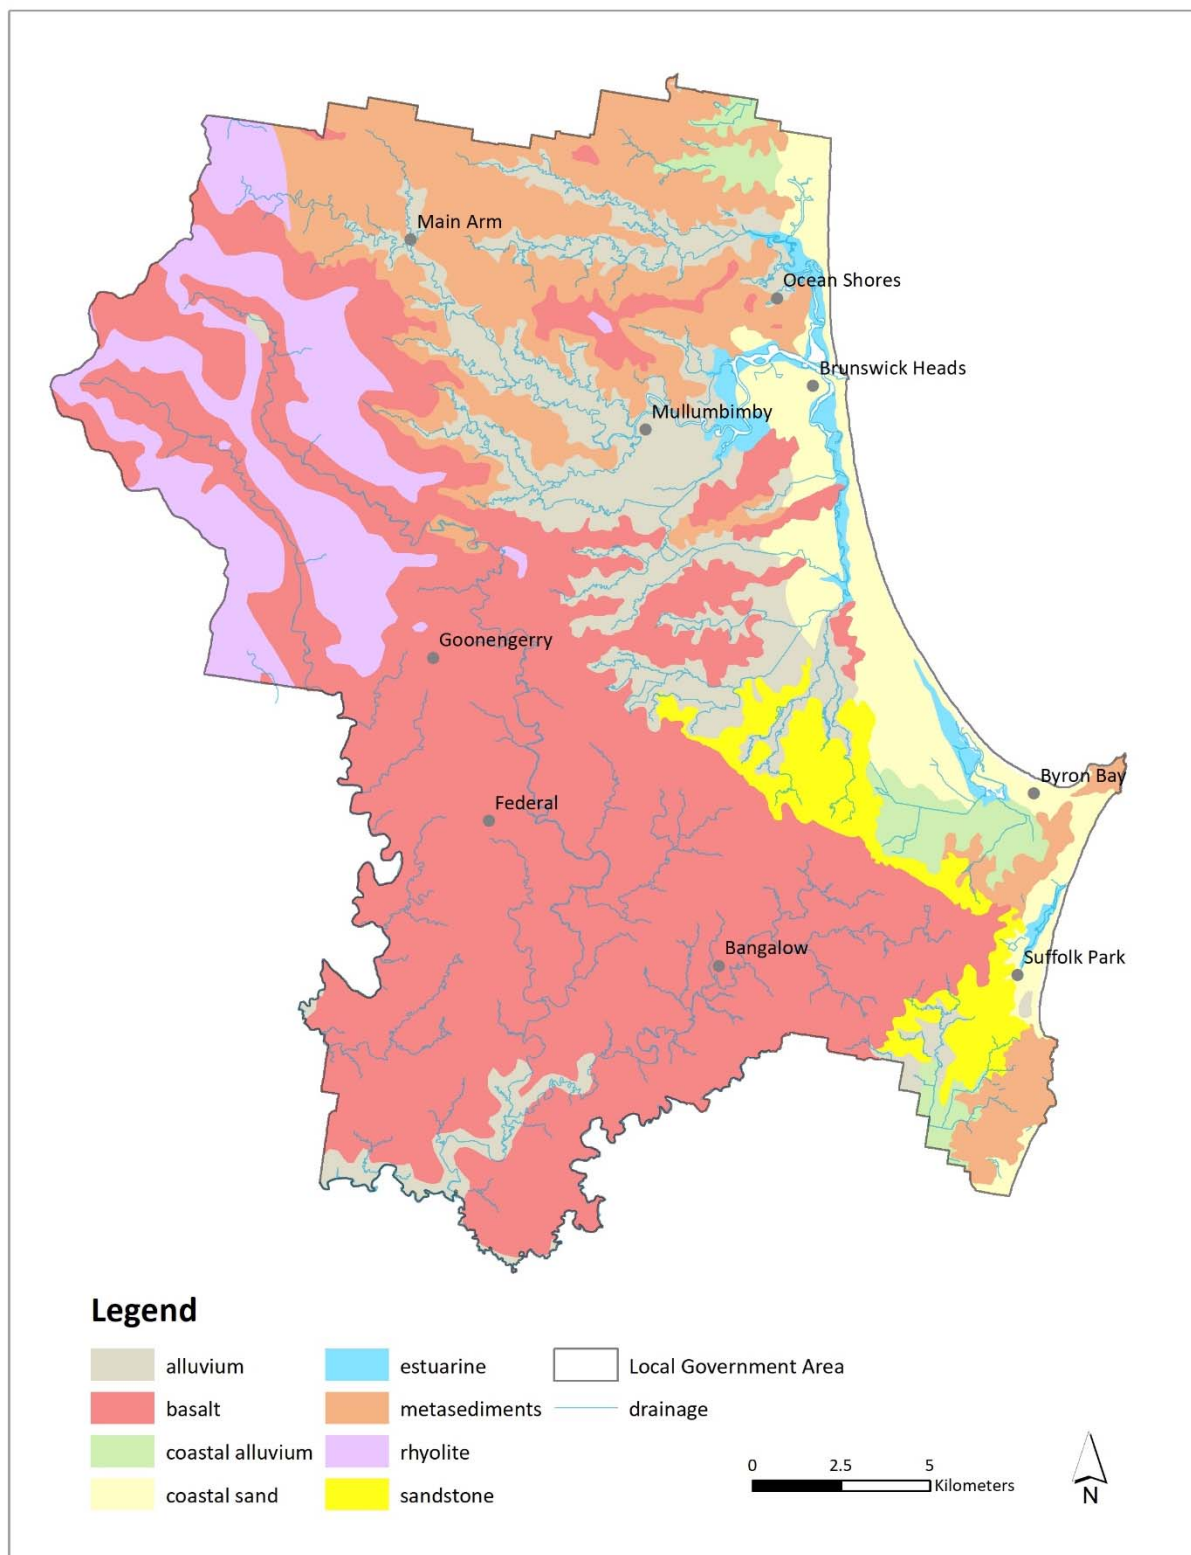 Main Arm
Ocean Shores
Brunswick Heads
Mullumbimby
Goonengerry
Byron Bay
Federal
Bangalow
Suffolk Park
Legend
alluvium
basalt
coastal alluvium
coastal sand
estuarine
metasediments
rhyolite
sandstone
Local Government Area
drainage
0 2.5 5
Kilometers
N